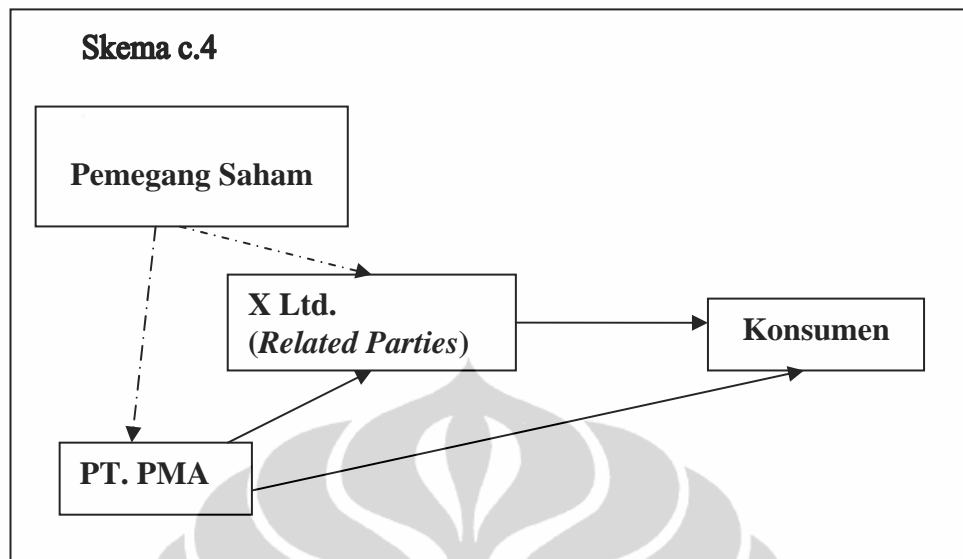 Skema c.4
Pemegang Saham
X Ltd.
(Related Parties)
Konsumen
PT. PMA